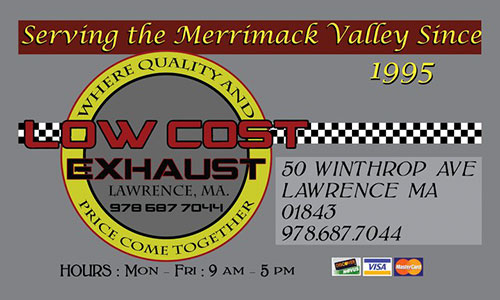 Serving the Merrimack Valley Since
1995
WHERE QUALITY AND
LOW COST
EXHAUST
LAWRENCE, MA.
978 687 7044
PRICE COME TOGETHER
50 WINTHROP AVE
LAWRENCE MA
01843
978.687.7044
HOURS : MON - FRI : 9 AM - 5 PM
DISCOVER VISA MasterCard